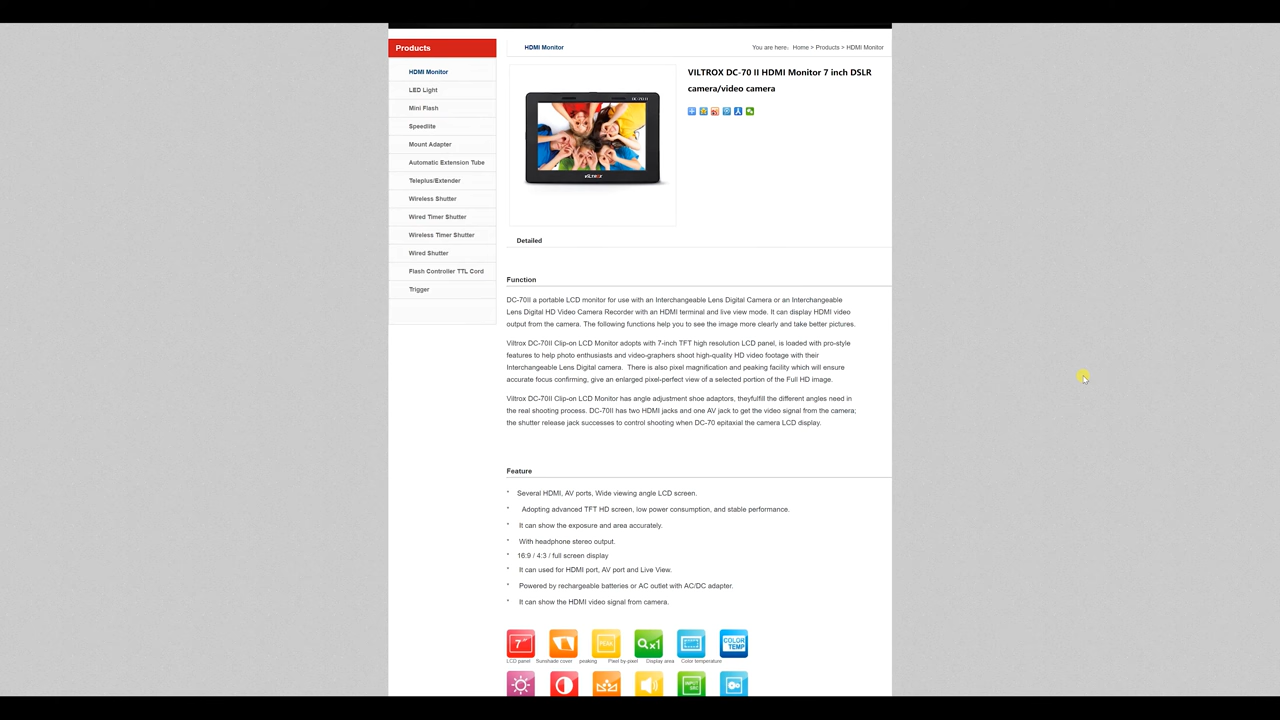 Products
HDMI Monitor
LED Light
Mini Flash
Speedlite
Mount Adapter
Automatic Extension Tube
Teleplus/Extender
Wireless Shutter
Wired Timer Shutter
Wireless Timer Shutter
Wired Shutter
Flash Controller TTL Cord
Trigger
HDMI Monitor
You are here: Home > Products > HDMI Monitor
DC-70 II
VILTROX
VILTROX DC-70 II HDMI Monitor 7 inch DSLR
camera/video camera
Detailed
Function
DC-70II a portable LCD monitor for use with an Interchangeable Lens Digital Camera or an Interchangeable
Lens Digital HD Video Camera Recorder with an HDMI terminal and live view mode. It can display HDMI video
output from the camera. The following functions help you to see the image more clearly and take better pictures.
Viltrox DC-70II Clip-on LCD Monitor adopts with 7-inch TFT high resolution LCD panel, is loaded with pro-style
features to help photo enthusiasts and video-graphers shoot high-quality HD video footage with their
Interchangeable Lens Digital camera. There is also pixel magnification and peaking facility which will ensure
accurate focus confirming, give an enlarged pixel-perfect view of a selected portion of the Full HD image.
Viltrox DC-70II Clip-on LCD Monitor has angle adjustment shoe adaptors, theyfulfill the different angles need in
the real shooting process. DC-70II has two HDMI jacks and one AV jack to get the video signal from the camera;
the shutter release jack successes to control shooting when DC-70 epitaxial the camera LCD display.
Feature
* Several HDMI, AV ports, Wide viewing angle LCD screen.
* Adopting advanced TFT HD screen, low power consumption, and stable performance.
* It can show the exposure and area accurately.
* With headphone stereo output.
* 16:9 / 4:3 / full screen display
* It can used for HDMI port, AV port and Live View.
* Powered by rechargeable batteries or AC outlet with AC/DC adapter.
* It can show the HDMI video signal from camera.
7 x1 COLOR TEMP
LCD panel Sunshade cover peaking Pixel by pixel Display area Color temperature
INPUT SRC